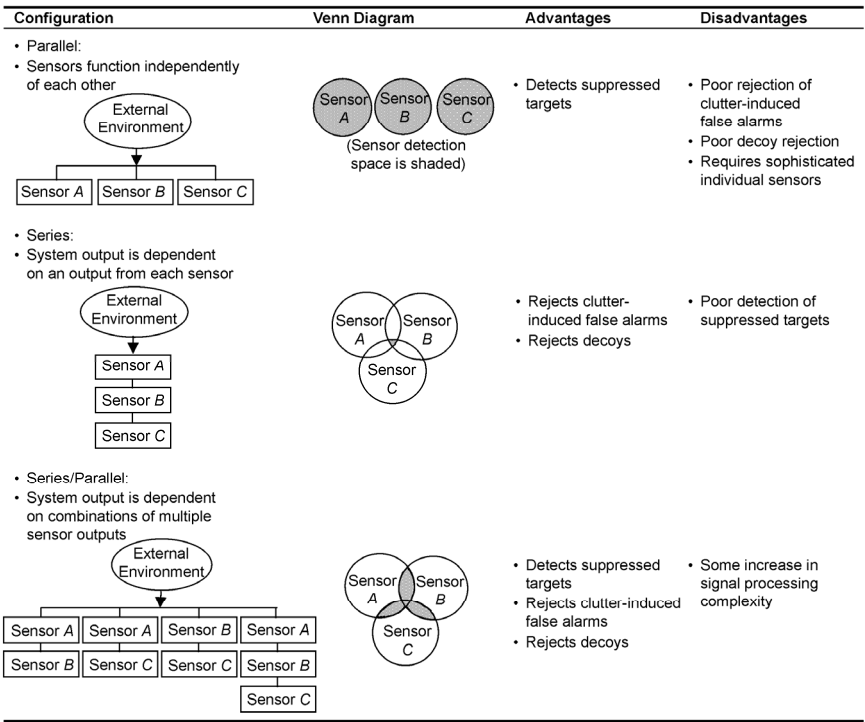 Configuration
Venn Diagram
Advantages
Disadvantages
• Parallel:
• Sensors function independently
of each other
External
Environment
Sensor A
Sensor B
Sensor C
Sensor
A
Sensor
B
Sensor
C
(Sensor detection
space is shaded)
• Detects suppressed
targets
• Poor rejection of
clutter-induced
false alarms
• Poor decoy rejection
• Requires sophisticated
individual sensors
• Series:
• System output is dependent
on an output from each sensor
External
Environment
Sensor A
Sensor B
Sensor C
Sensor
A
Sensor
B
Sensor
C
• Rejects clutter-
induced false alarms
• Rejects decoys
• Poor detection of
suppressed targets
• Series/Parallel:
• System output is dependent
on combinations of multiple
sensor outputs
External
Environment
Sensor A
Sensor A
Sensor B
Sensor A
Sensor B
Sensor C
Sensor C
Sensor B
Sensor C
Sensor
A
Sensor
B
Sensor
C
• Detects suppressed
targets
• Rejects clutter-induced
false alarms
• Rejects decoys
• Some increase in
signal processing
complexity